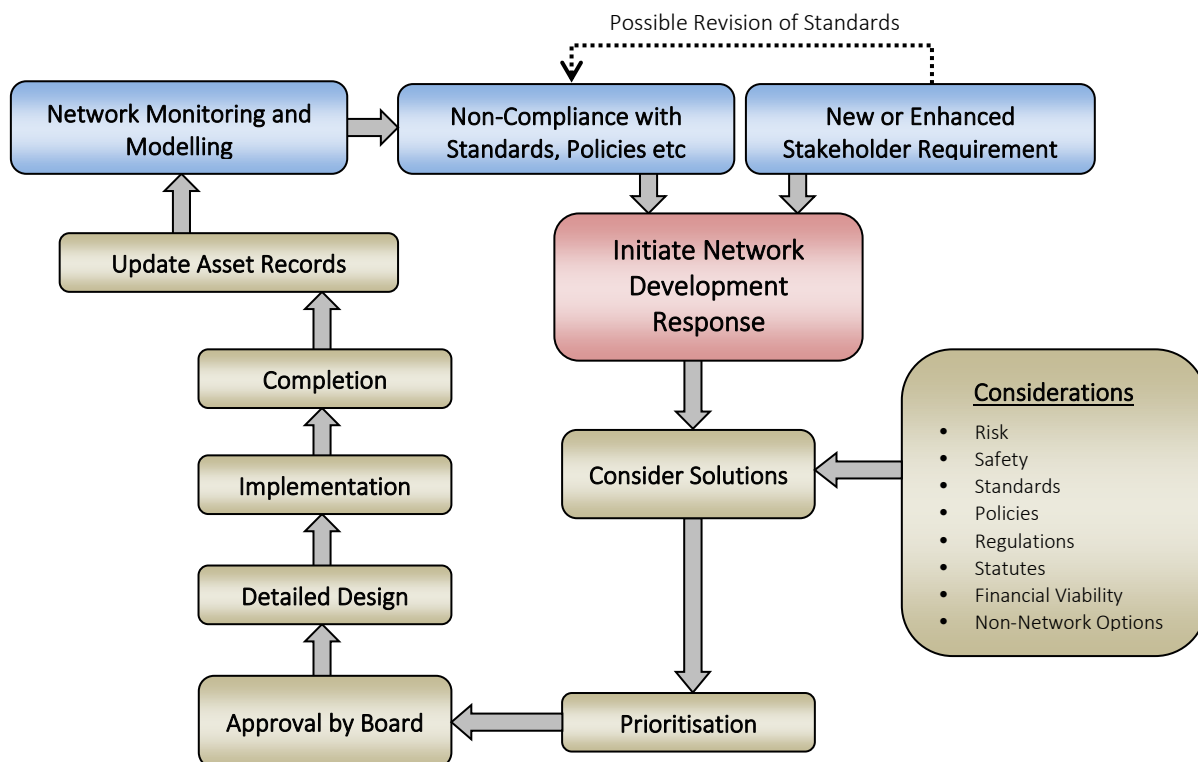 Possible Revision of Standards
Network Monitoring and
Modelling
Non-Compliance with
Standards, Policies etc
New or Enhanced
Stakeholder Requirement
Initiate Network
Development
Response
Update Asset Records
Completion
Implementation
Detailed Design
Approval by Board
Consider Solutions
Prioritisation
Considerations
• Risk
• Safety
• Standards
• Policies
• Regulations
• Statutes
• Financial Viability
• Non-Network Options